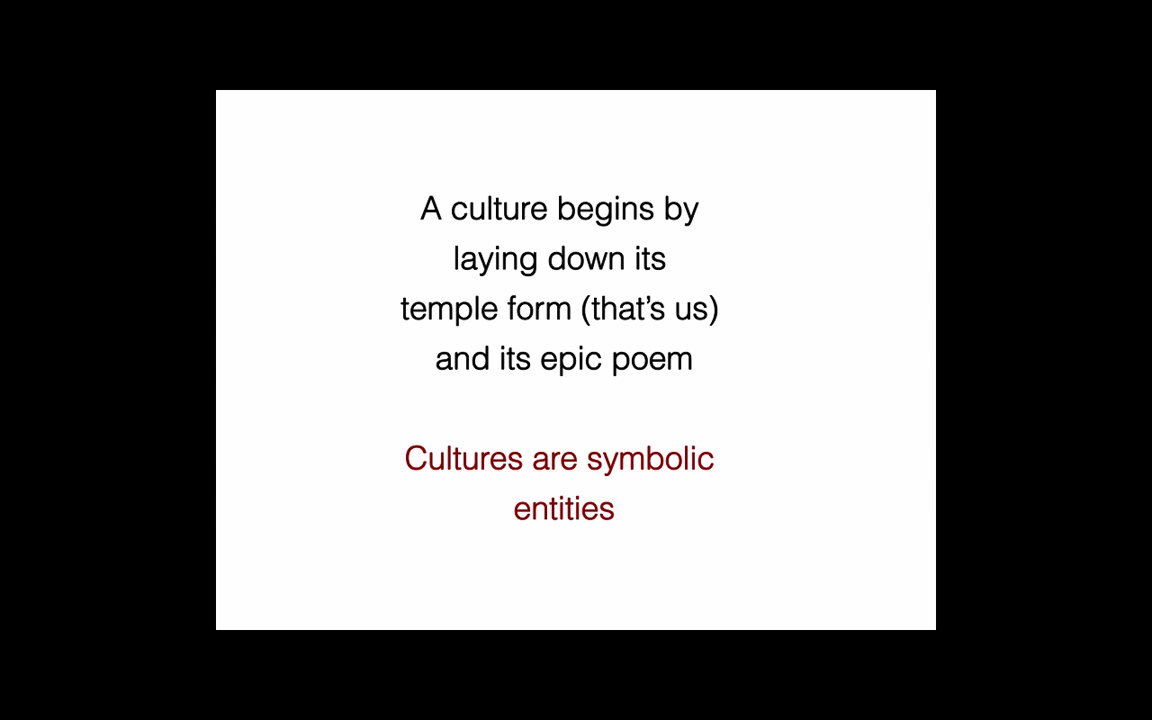 A culture begins by
laying down its
temple form (that’s us)
and its epic poem
Cultures are symbolic
entities